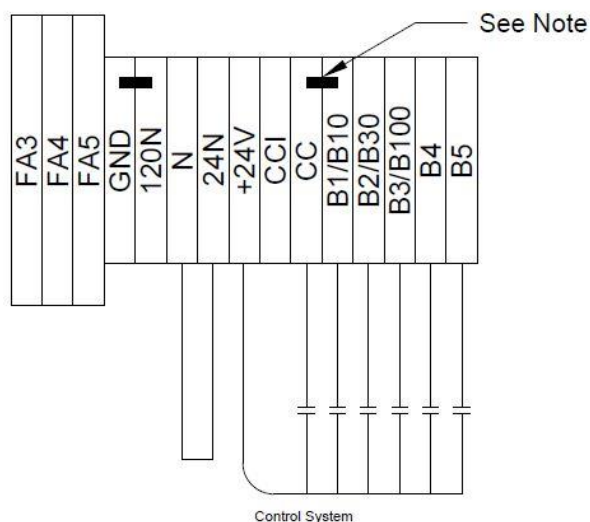 See Note
FA3
FA4
FA5
GND
120N
N
24N
+24V
CCI
CC
B1/B10
B2/B30
B3/B100
B4
B5
Control System